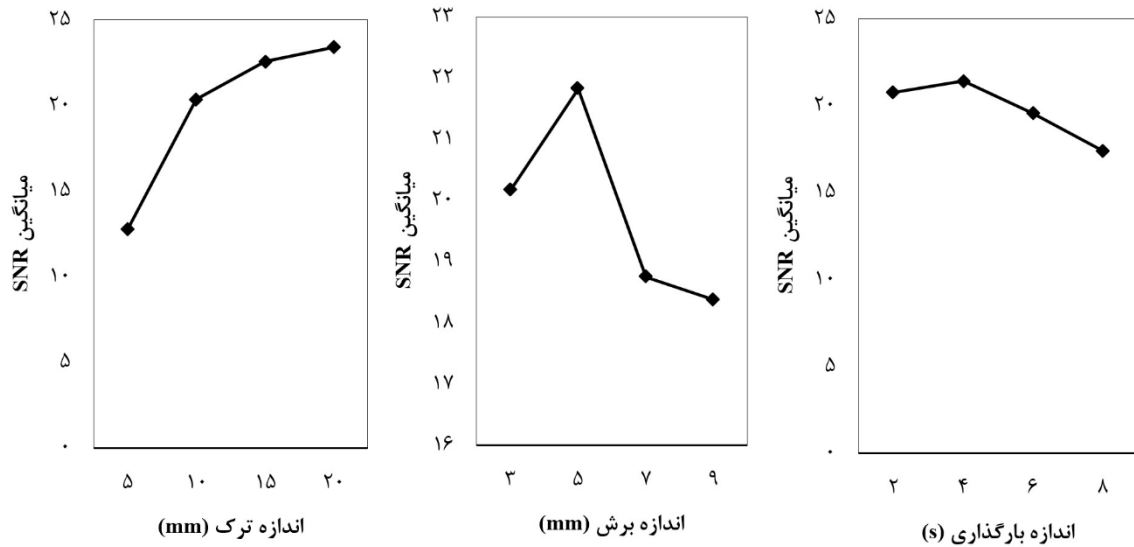 میانگین SNR
۲۵
۲۰
۱۵
۱۰
۵
۰
۵ ۱۰ ۱۵ ۲۰
اندازه ترک (mm)
میانگین SNR
۲۳
۲۲
۲۱
۲۰
۱۹
۱۸
۱۷
۱۶
۳ ۵ ۷ ۹
اندازه برش (mm)
میانگین SNR
۲۵
۲۰
۱۵
۱۰
۵
۰
۲ ۴ ۶ ۸
اندازه بارگذاری (s)